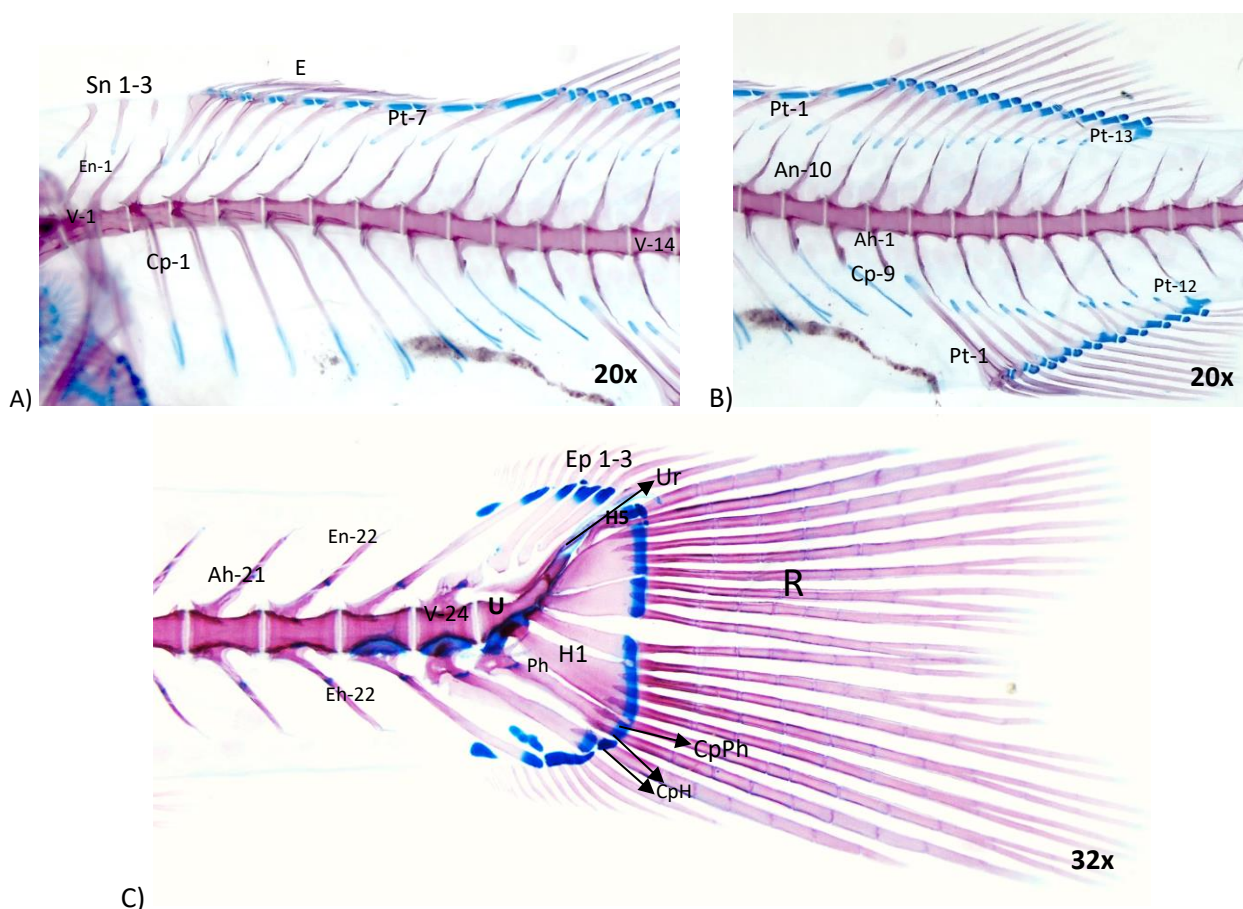 E
Sn 1-3
Pt-7
En-1
V-1
V-14
Cp-1
20x
A)
Pt-1
Pt-13
An-10
Ah-1
Cp-9
Pt-12
Pt-1
20x
B)
Ep 1-3
Ur
H5
En-22
Ah-21
R
V-24
U
H1
Ph
Eh-22
CpPh
CpH
32x
C)